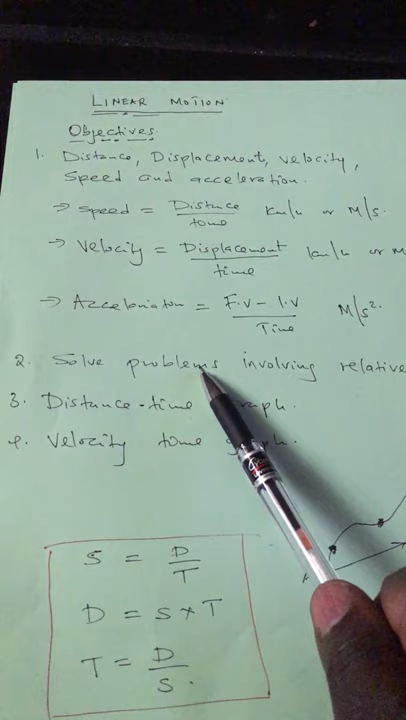 LINEAR MOTION
Objectives
1. Distance, Displacement, velocity,
Speed and acceleration.
→ Speed = Distance / time km/h or M/s.
→ Velocity = Displacement / time km/h or M
→ Acceleration = F.V - I.V / Time M/s².
2. Solve problems involving relative
3. Distance-time graph.
4. Velocity time graph.
S = D / T
D = S × T
T = D / S.